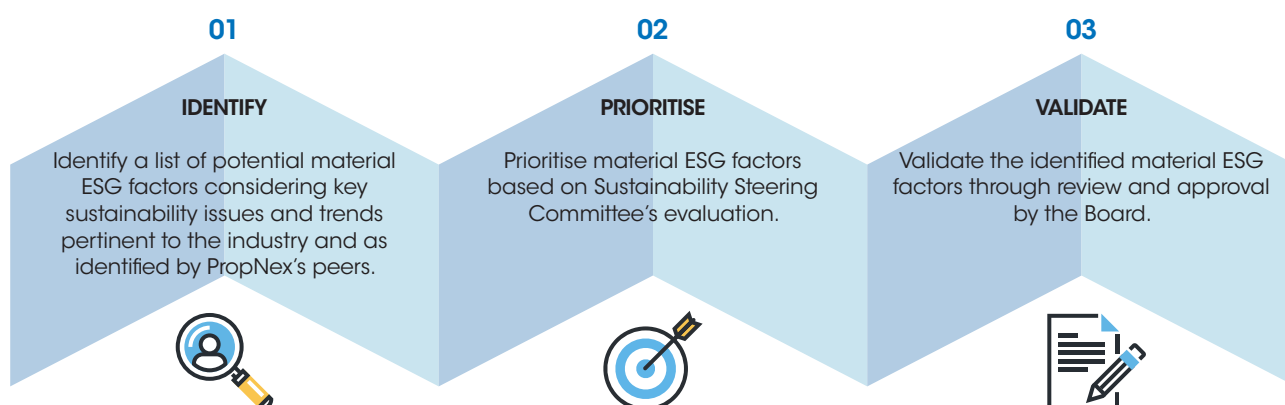 01
IDENTIFY
Identify a list of potential material
ESG factors considering key
sustainability issues and trends
pertinent to the industry and as
identified by PropNex's peers.
02
PRIORITISE
Prioritise material ESG factors
based on Sustainability Steering
Committee's evaluation.
03
VALIDATE
Validate the identified material ESG
factors through review and approval
by the Board.